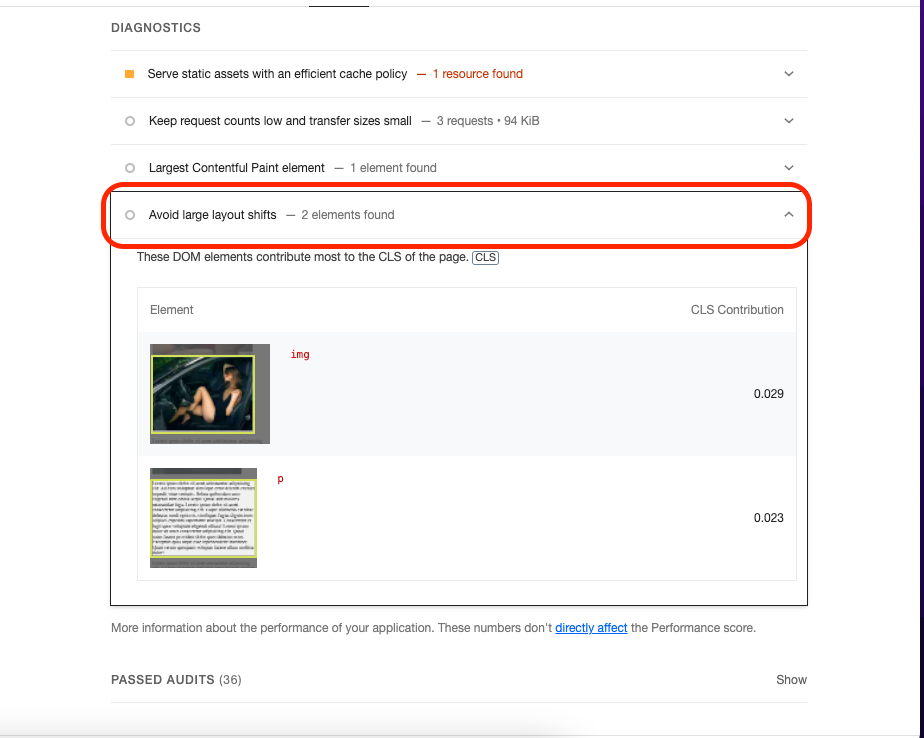 DIAGNOSTICS
Serve static assets with an efficient cache policy — 1 resource found
Keep request counts low and transfer sizes small — 3 requests • 94 KiB
Largest Contentful Paint element — 1 element found
Avoid large layout shifts — 2 elements found
These DOM elements contribute most to the CLS of the page. CLS
Element CLS Contribution
img
0.029
p
0.023
More information about the performance of your application. These numbers don't directly affect the Performance score.
PASSED AUDITS (36) Show